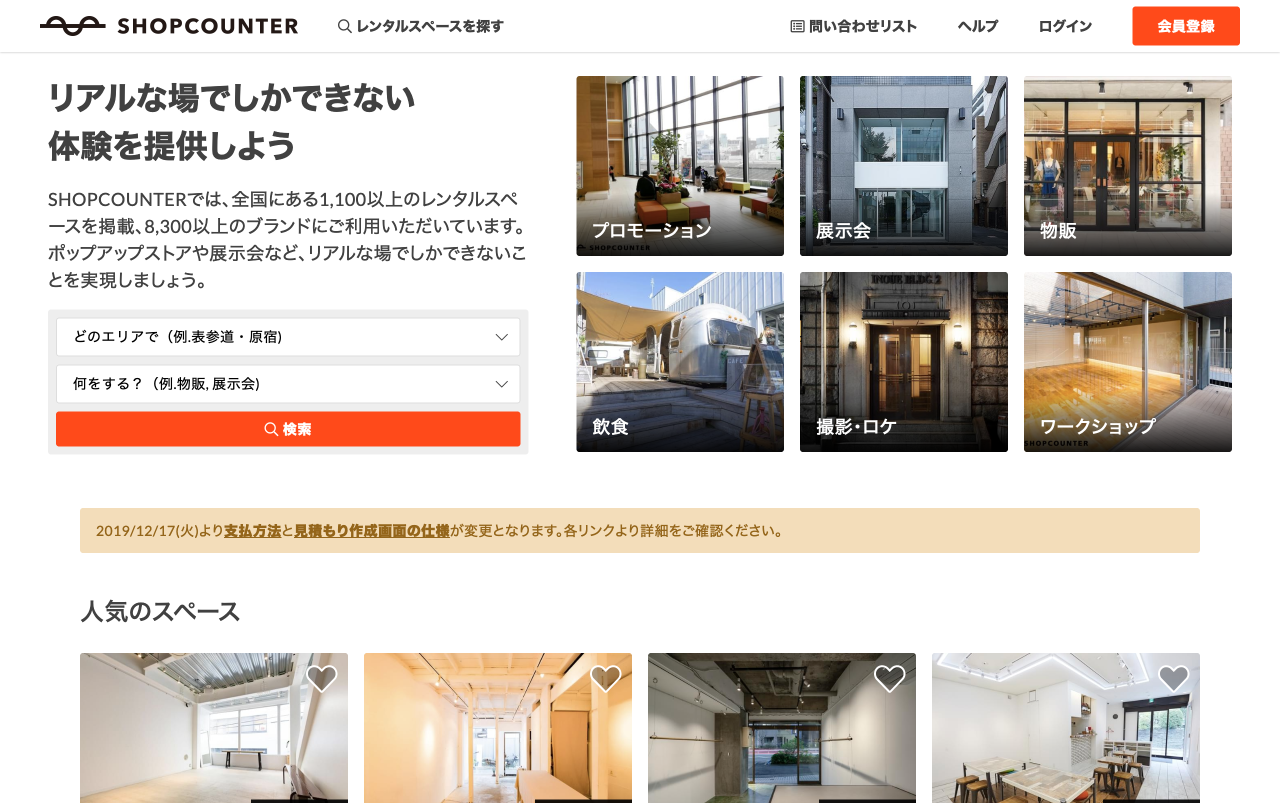 SHOPCOUNTER
レンタルスペースを探す
問い合わせリスト
ヘルプ
ログイン
会員登録
リアルな場でしかできない
体験を提供しよう
SHOPCOUNTERでは、全国にある1,100以上のレンタルスペ
ースを掲載、8,300以上のブランドにご利用いただいています。
ポップアップストアや展示会など、リアルな場でしかできないこ
とを実現しましょう。
どのエリアで（例.表参道・原宿)
何をする？（例.物販, 展示会)
検索
プロモーション
SHOPCOUNTER
展示会
物販
CAFE
飲食
INOUE BLDG.2
撮影・ロケ
ワークショップ
SHOPCOUNTER
2019/12/17(火)より支払方法と見積もり作成画面の仕様が変更となります。各リンクより詳細をご確認ください。
人気のスペース